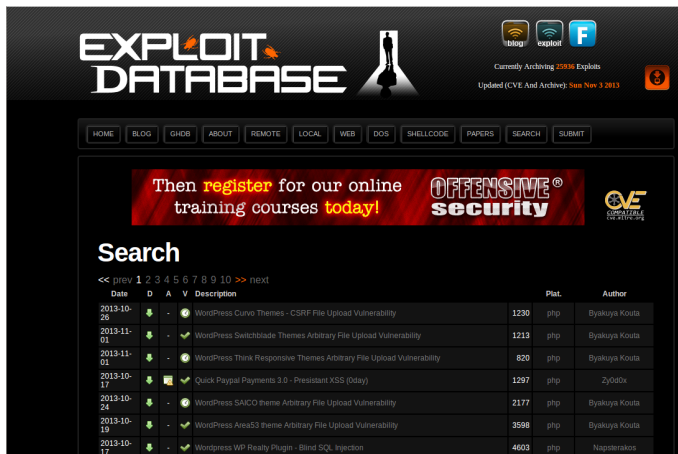 EXPLOIT
DATABASE
blog exploit F
Currently Archiving 25936 Exploits
Updated (CVE And Archive): Sun Nov 3 2013
HOME BLOG GHDB ABOUT REMOTE LOCAL WEB DOS SHELLCODE PAPERS SEARCH SUBMIT
Then register for our online
training courses today!
OFFENSIVE®
security
CVE
COMPATIBLE
cve.mitre.org
Search
<< prev 1 2 3 4 5 6 7 8 9 10 >> next
Date D A V Description Plat. Author
2013-10-26 - WordPress Curvo Themes - CSRF File Upload Vulnerability 1230 php Byakuya Kouta
2013-11-01 - WordPress Switchblade Themes Arbitrary File Upload Vulnerability 1213 php Byakuya Kouta
2013-11-01 - WordPress Think Responsive Themes Arbitrary File Upload Vulnerability 820 php Byakuya Kouta
2013-10-17 Quick Paypal Payments 3.0 - Presistant XSS (0day) 1297 php Zy0d0x
2013-10-24 - WordPress SAICO theme Arbitrary File Upload Vulnerability 2177 php Byakuya Kouta
2013-10-19 - WordPress Area53 theme Arbitrary File Upload Vulnerability 3598 php Byakuya Kouta
2013-10-17 - Wordpress WP Realty Plugin - Blind SQL Injection 4603 php Napsterakos